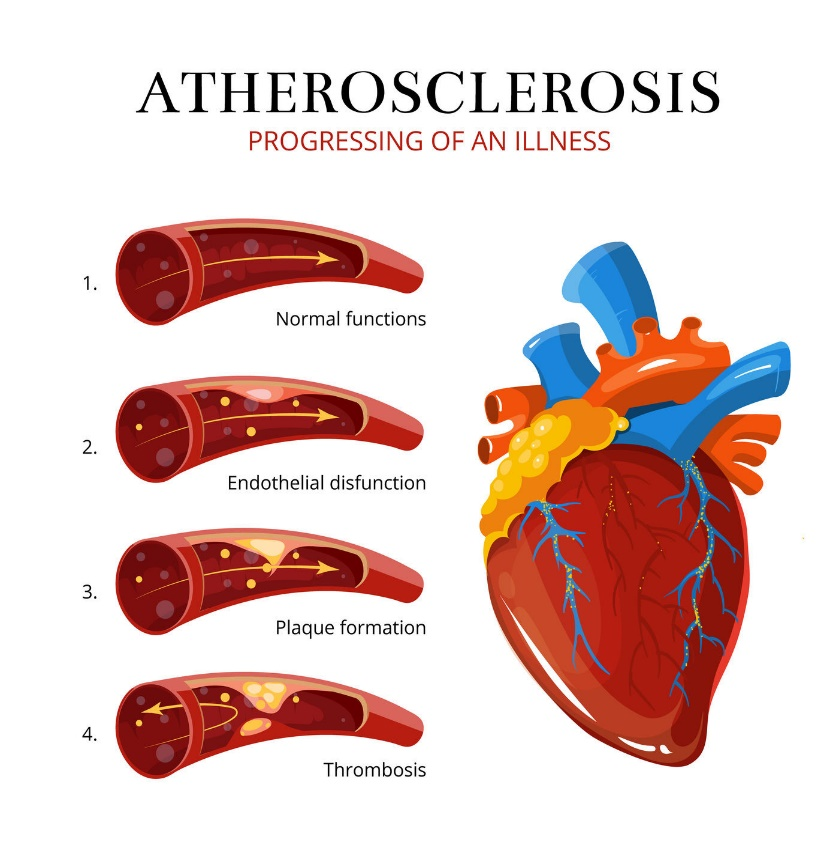 ATHEROSCLEROSIS
PROGRESSING OF AN ILLNESS
1.
Normal functions
2.
Endothelial disfunction
3.
Plaque formation
4.
Thrombosis